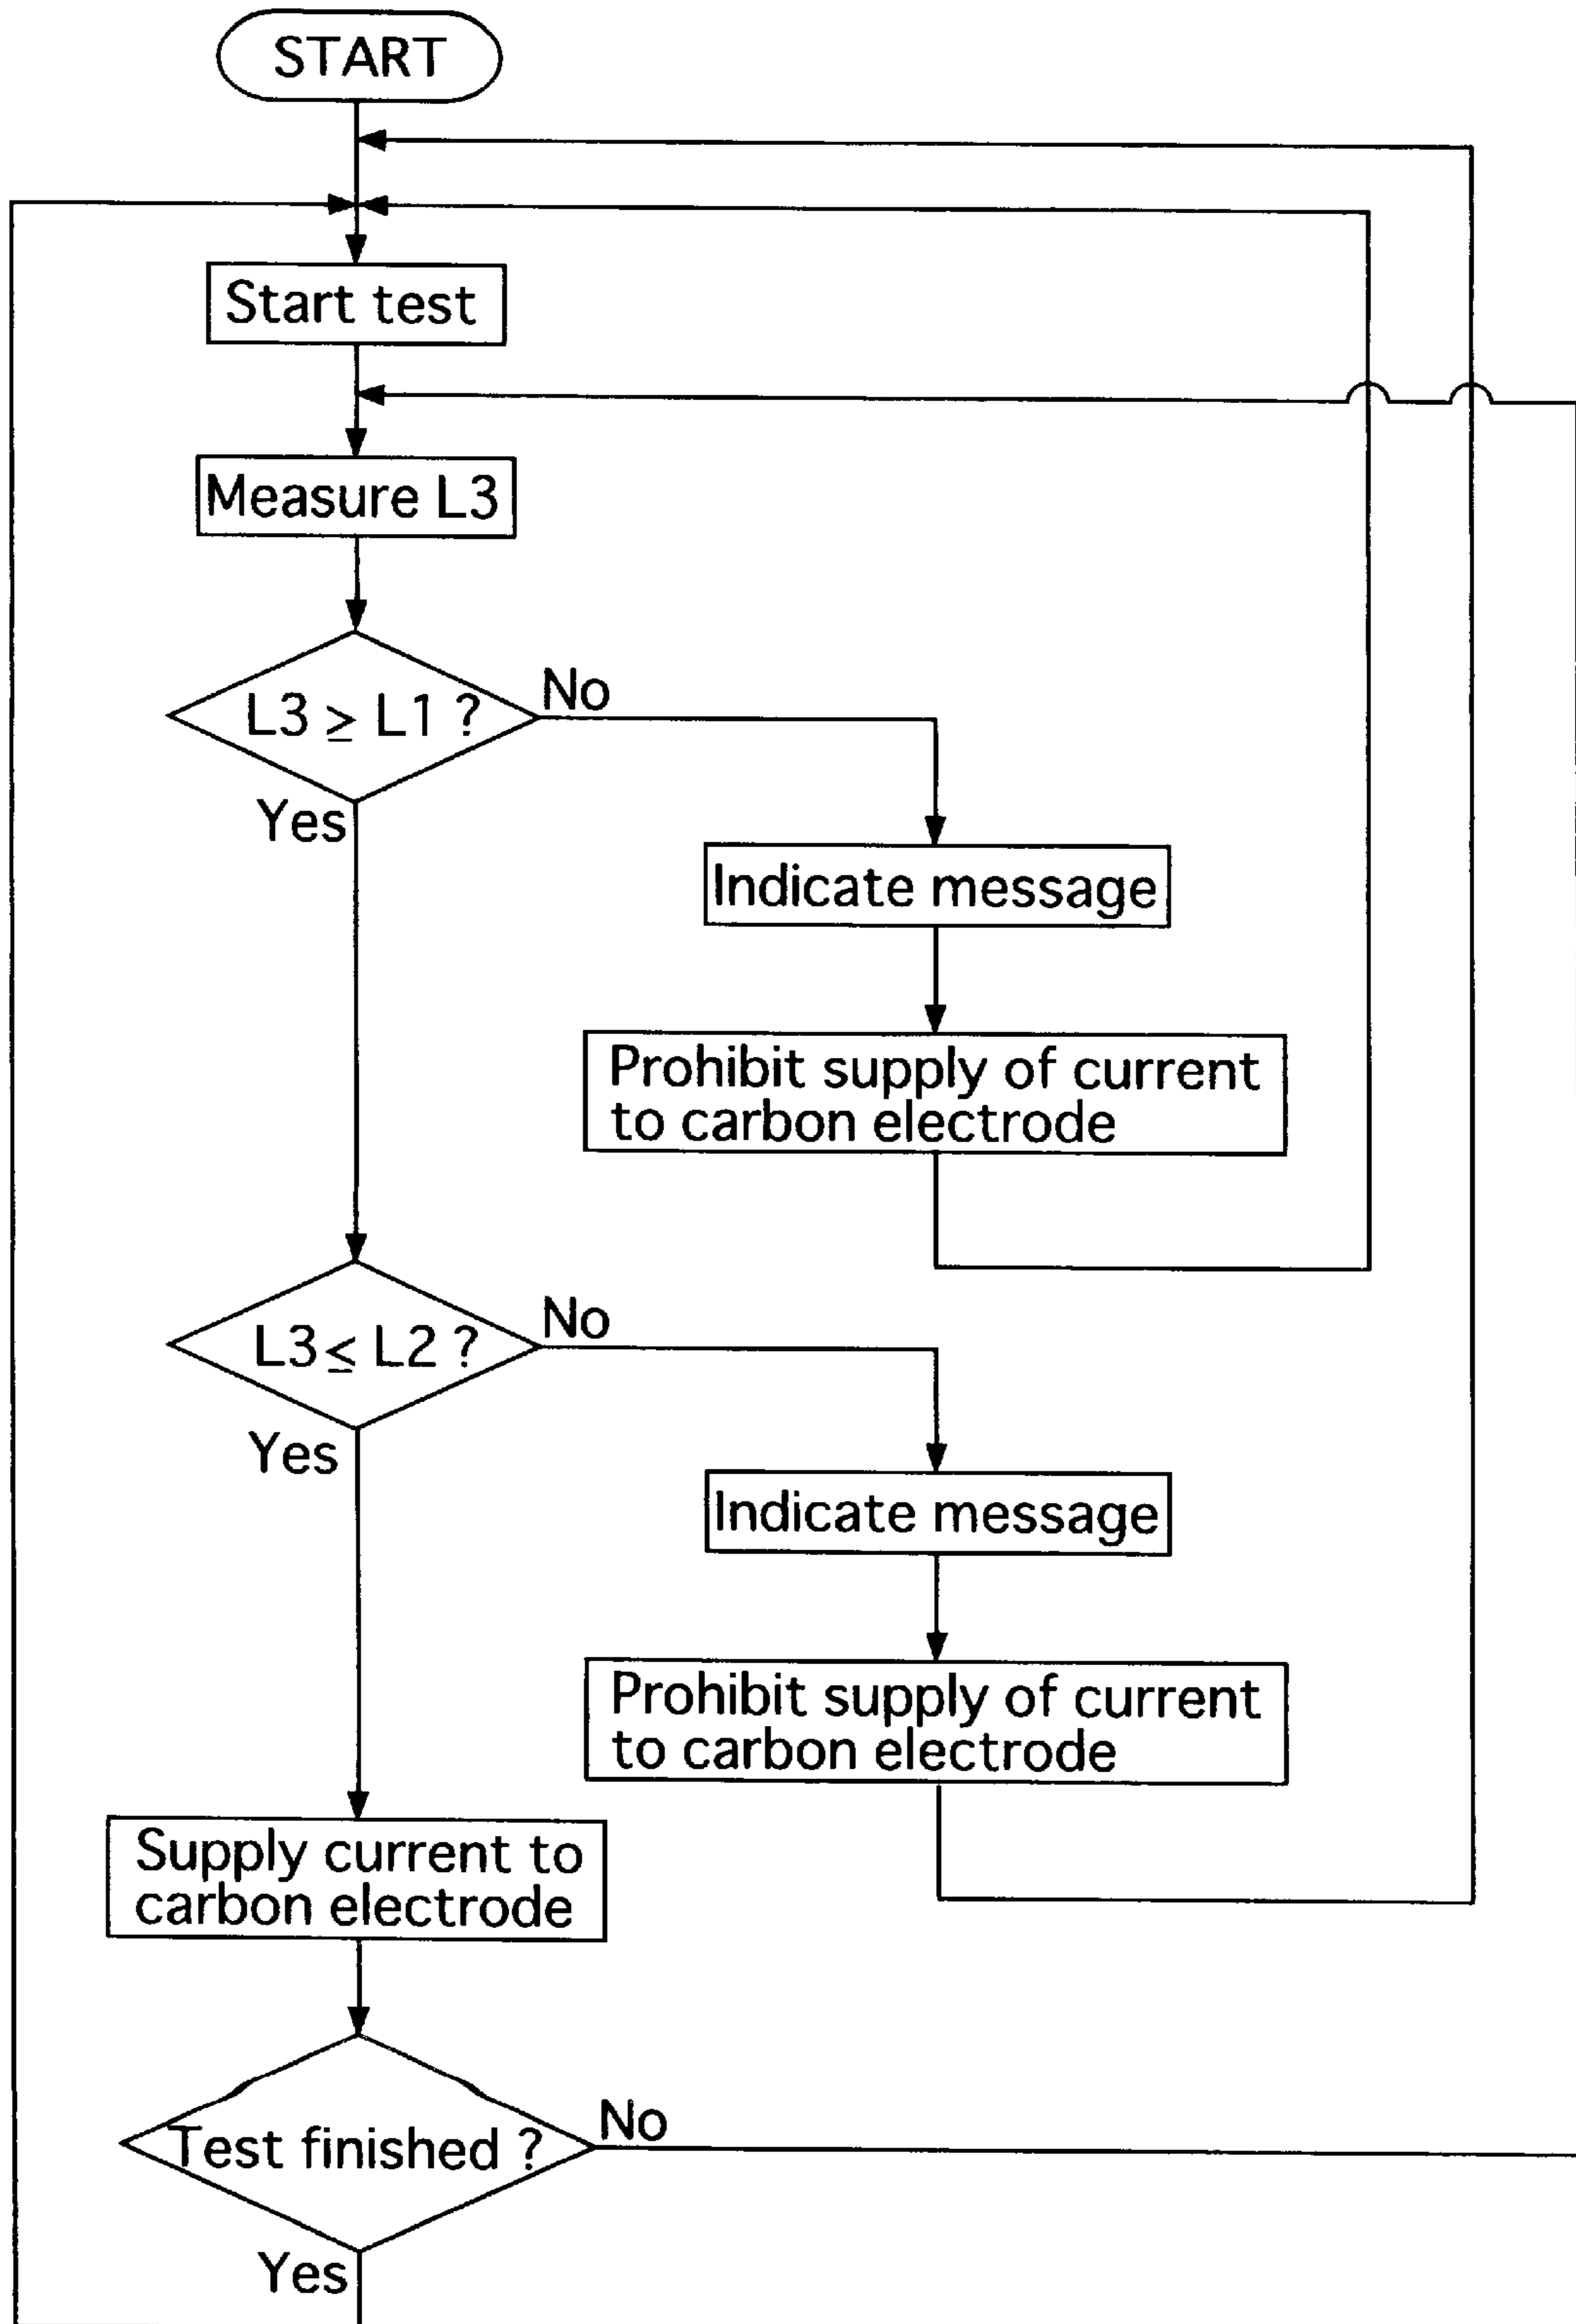 START
Start test
Measure L3
L3 ≥ L1 ?
No
Yes
Indicate message
Prohibit supply of current
to carbon electrode
L3 ≤ L2 ?
No
Yes
Indicate message
Prohibit supply of current
to carbon electrode
Supply current to
carbon electrode
Test finished ?
No
Yes